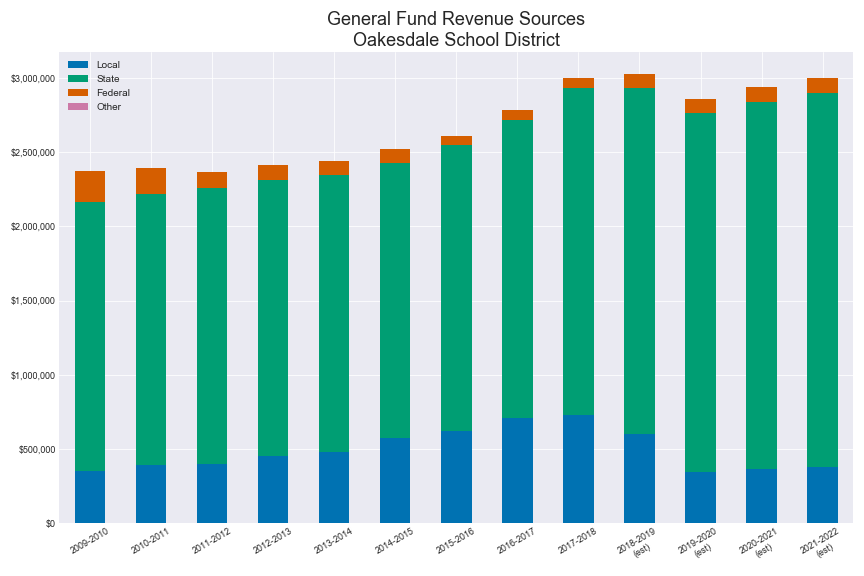 General Fund Revenue Sources
Oakesdale School District
Local
State
Federal
Other
$3,000,000
$2,500,000
$2,000,000
$1,500,000
$1,000,000
$500,000
$0
2009-2010
2010-2011
2011-2012
2012-2013
2013-2014
2014-2015
2015-2016
2016-2017
2017-2018
2018-2019
(est)
2019-2020
(est)
2020-2021
(est)
2021-2022
(est)